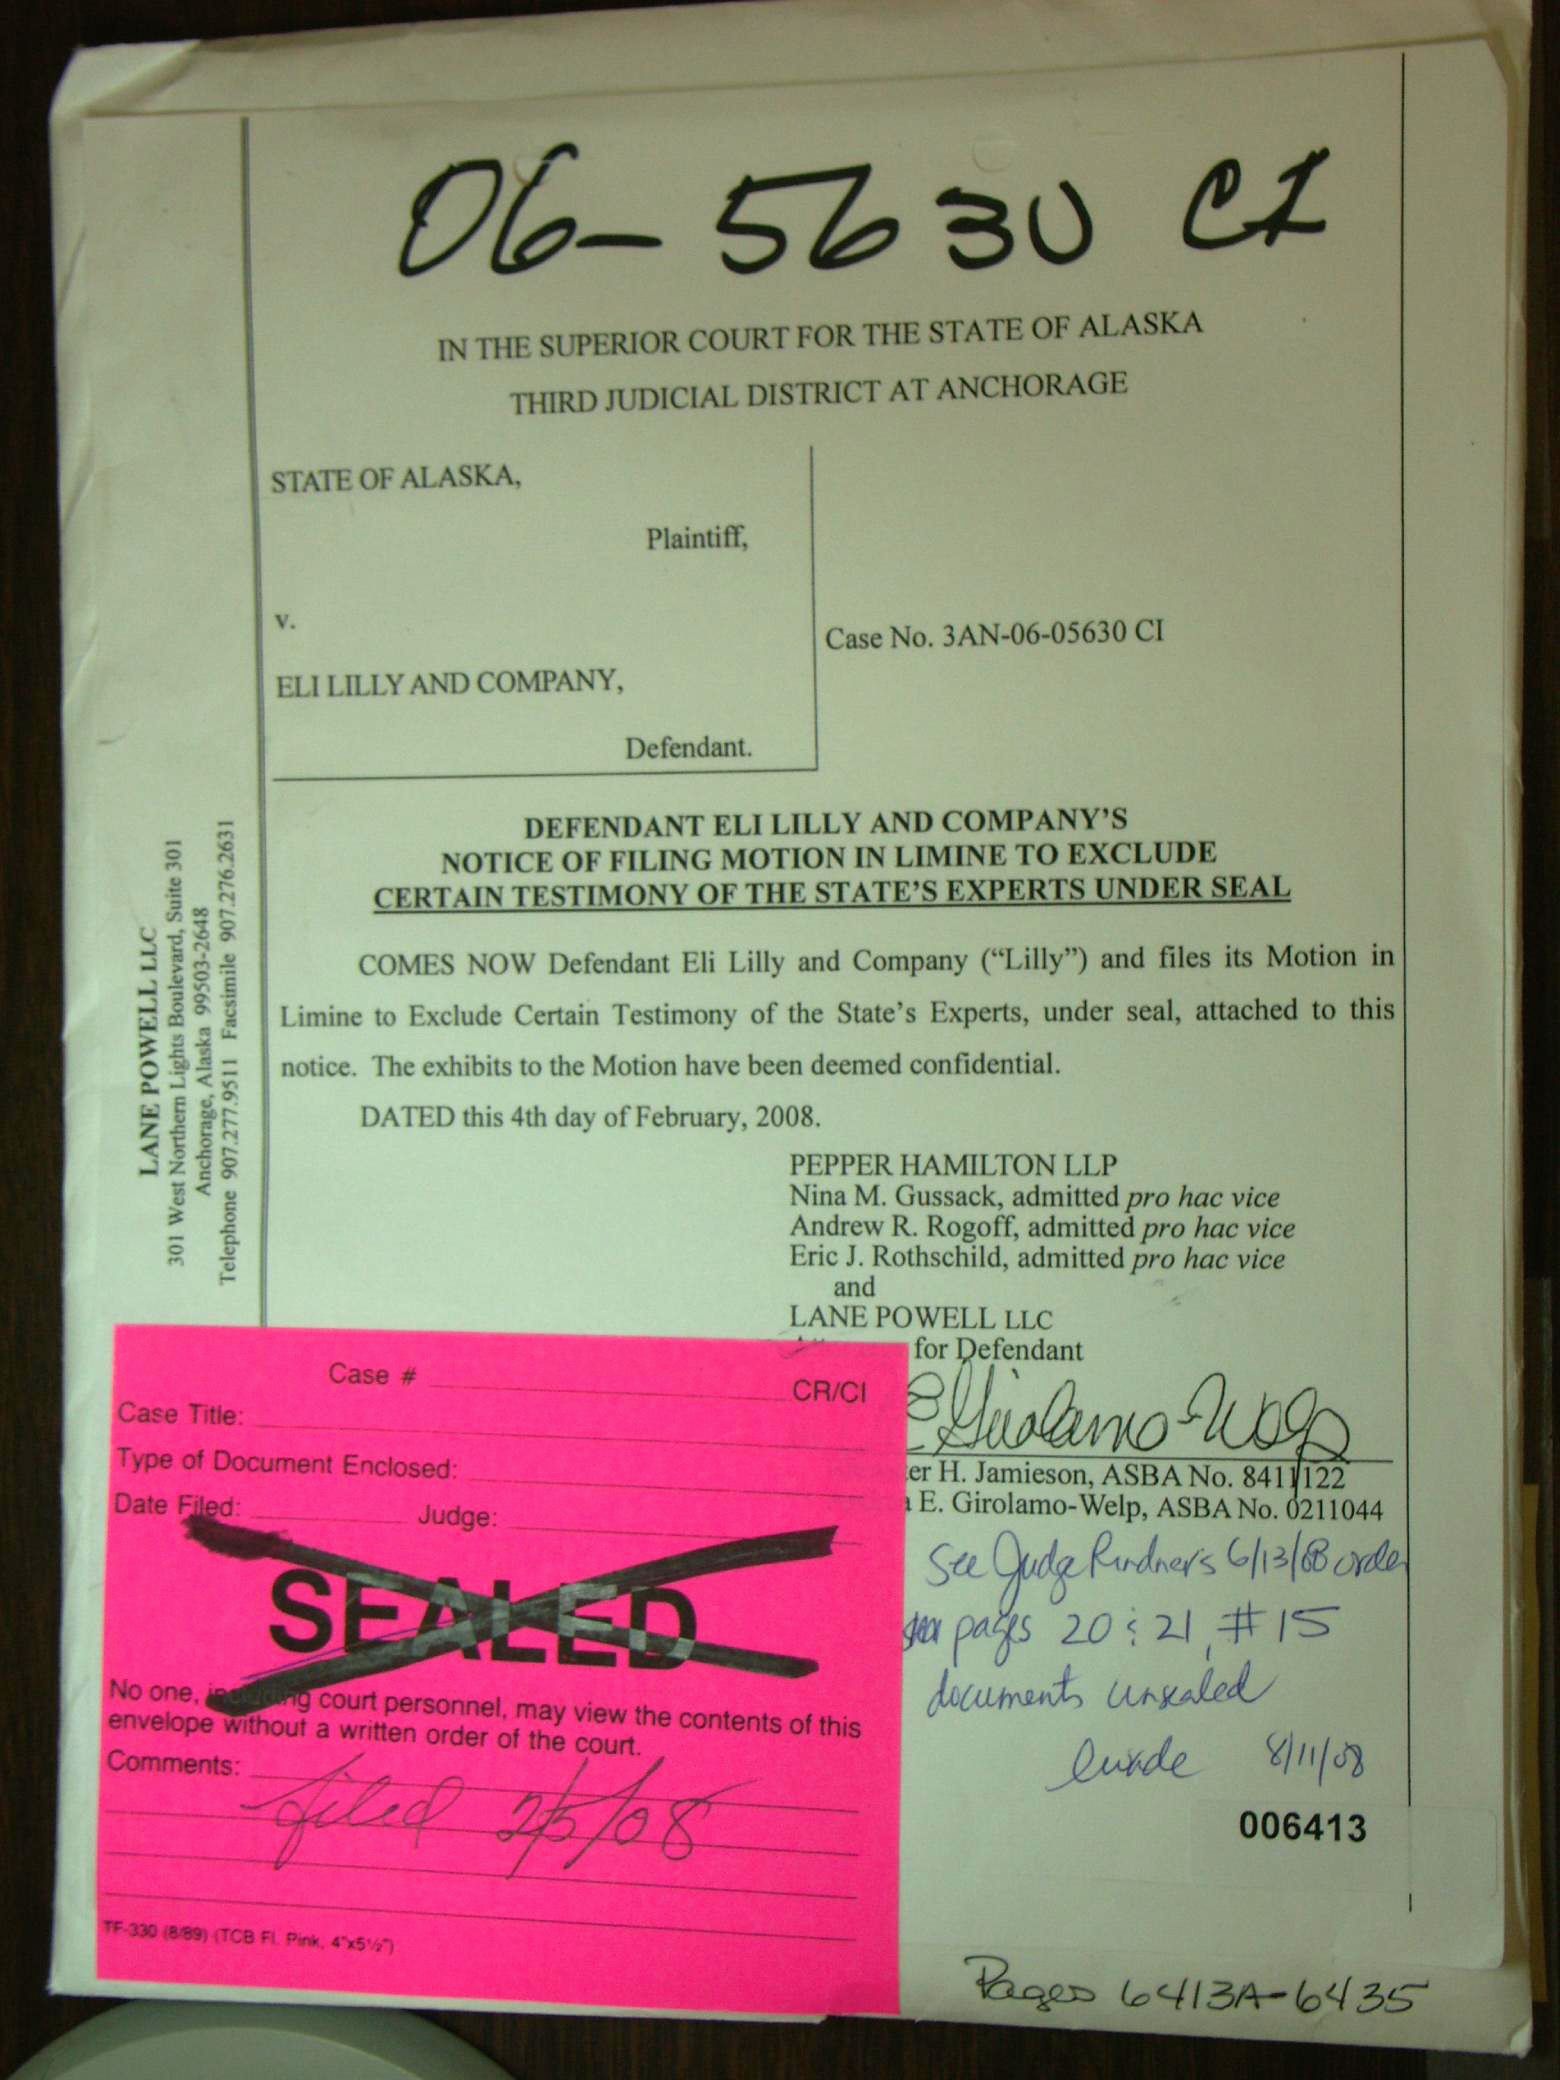 06-5630 CI
IN THE SUPERIOR COURT FOR THE STATE OF ALASKA
THIRD JUDICIAL DISTRICT AT ANCHORAGE
STATE OF ALASKA,
Plaintiff,
v.
Case No. 3AN-06-05630 CI
ELI LILLY AND COMPANY,
Defendant.
DEFENDANT ELI LILLY AND COMPANY'S
NOTICE OF FILING MOTION IN LIMINE TO EXCLUDE
CERTAIN TESTIMONY OF THE STATE'S EXPERTS UNDER SEAL
COMES NOW Defendant Eli Lilly and Company ("Lilly") and files its Motion in
Limine to Exclude Certain Testimony of the State's Experts, under seal, attached to this
notice. The exhibits to the Motion have been deemed confidential.
DATED this 4th day of February, 2008.
PEPPER HAMILTON LLP
Nina M. Gussack, admitted pro hac vice
Andrew R. Rogoff, admitted pro hac vice
Eric J. Rothschild, admitted pro hac vice
and
LANE POWELL LLC
for Defendant
E Girolamo-Welp
er H. Jamieson, ASBA No. 8411122
E. Girolamo-Welp, ASBA No. 0211044
See Judge Rindner's 6/13/08 order
pages 20 & 21, #15
documents unsealed
8/11/08
006413
Pages 6413A-6435
LANE POWELL LLC
301 West Northern Lights Boulevard, Suite 301
Anchorage, Alaska 99503-2648
Telephone 907.277.9511 Facsimile 907.276.2631
Case # CR/CI
Case Title:
Type of Document Enclosed:
Date Filed: Judge:
SEALED
No one, including court personnel, may view the contents of this
envelope without a written order of the court.
Comments:
filed 2/5/08
TF-330 (8/89) (TCB Fl. Pink, 4"x5½")